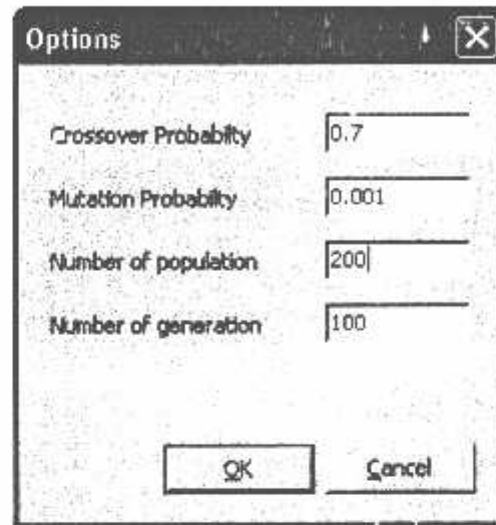 Options
Crossover Probabilty 0.7
Mutation Probabilty 0.001
Number of population 200
Number of generation 100
OK Cancel